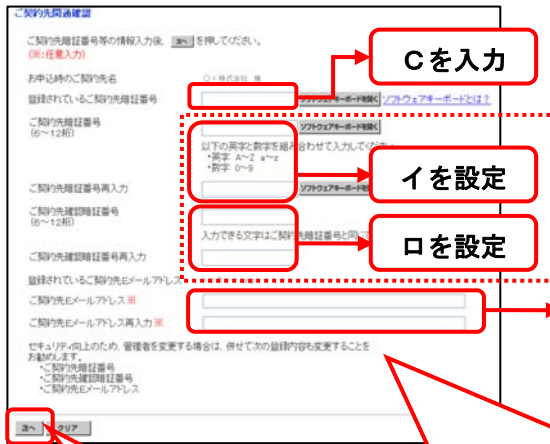 ご契約先開通確認
ご契約先暗証番号等の情報入力後、 次へ を押してください。
(※:任意入力)
お申込時のご契約先名 ○×株式会社 様
登録されているご契約先暗証番号 ソフトウェアキーボードを開く ソフトウェアキーボードとは？
Cを入力
ご契約先暗証番号 ソフトウェアキーボードを開く
(6～12桁)
以下の英字と数字を組み合わせて入力してくだ
・英字 A～Z a～z
・数字 0～9
イを設定
ご契約先暗証番号再入力 ソフトウェアキーボードを
ご契約先確認暗証番号
(6～12桁)
入力できる文字はご契約先暗証番号と同じで
ロを設定
ご契約先確認暗証番号再入力
登録されているご契約先Eメールアドレス
ご契約先Eメールアドレス※
ご契約先Eメールアドレス再入力※
セキュリティ向上のため、管理者を変更する場合は、併せて次の登録内容も変更することを
お勧めします。
・ご契約先暗証番号
・ご契約先確認暗証番号
・ご契約先Eメールアドレス
次へ クリア